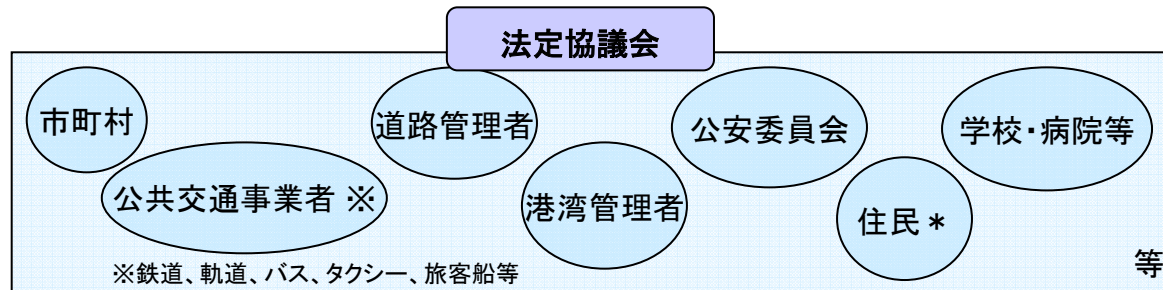 法定協議会
市町村
道路管理者
公安委員会
学校・病院等
公共交通事業者 ※
港湾管理者
住民＊
等
※鉄道、軌道、バス、タクシー、旅客船等